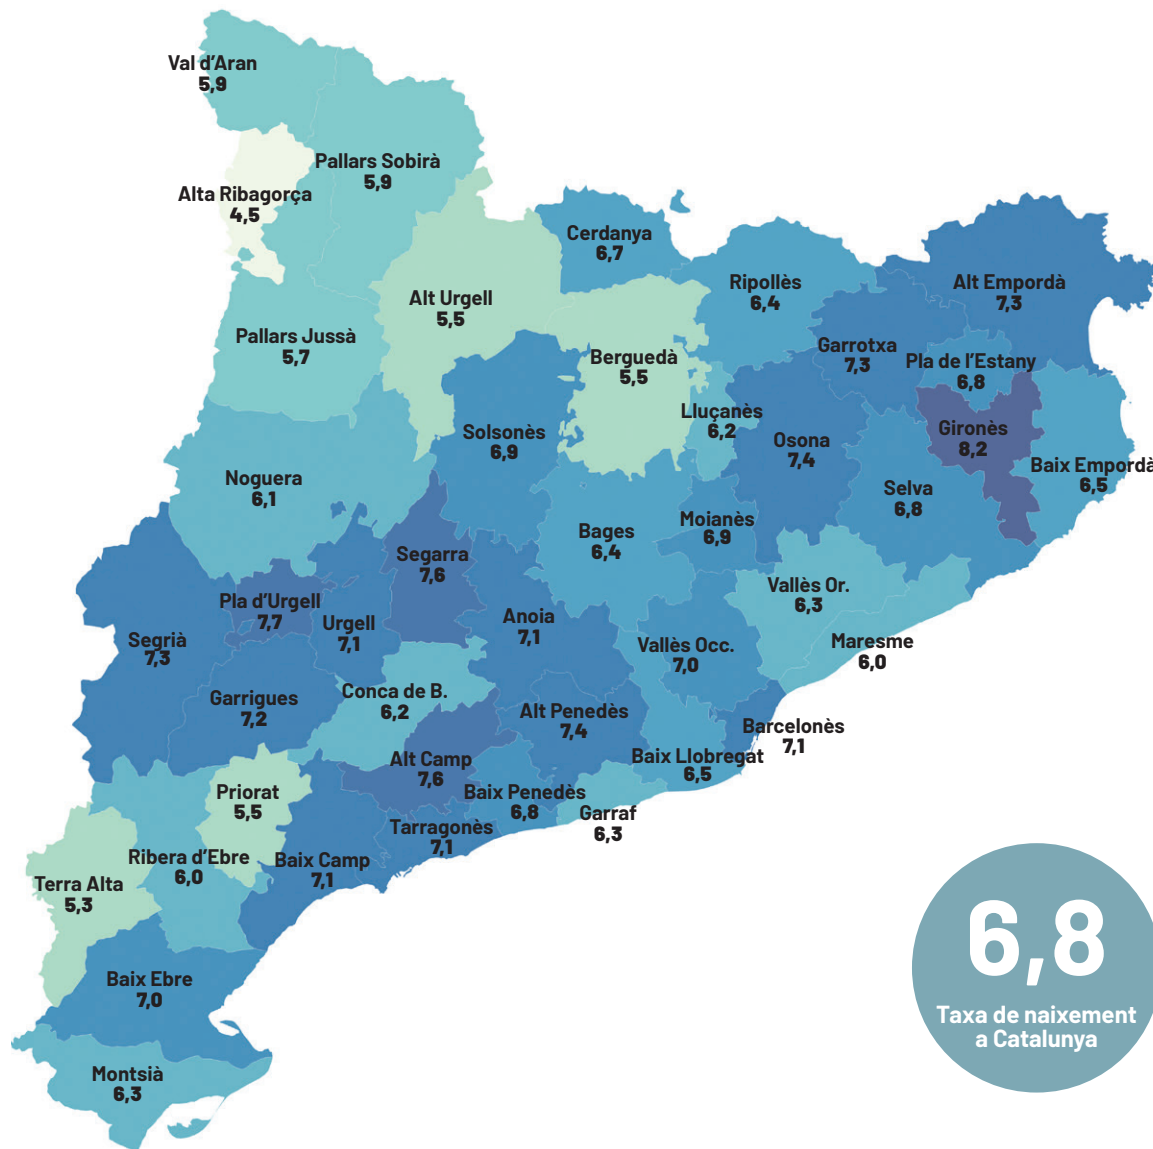 Val d'Aran
5,9
Pallars Sobirà
5,9
Alta Ribagorça
4,5
Cerdanya
6,7
Ripollès
6,4
Alt Empordà
7,3
Alt Urgell
5,5
Pallars Jussà
5,7
Berguedà
5,5
Garrotxa
7,3
Pla de l'Estany
6,8
Lluçanès
6,2
Solsonès
6,9
Osona
7,4
Gironès
8,2
Baix Empordà
6,5
Noguera
6,1
Selva
6,8
Bages
6,4
Moianès
6,9
Segarra
7,6
Vallès Or.
6,3
Pla d'Urgell
7,7
Urgell
7,1
Anoia
7,1
Segrià
7,3
Vallès Occ.
7,0
Maresme
6,0
Garrigues
7,2
Conca de B.
6,2
Alt Penedès
7,4
Barcelonès
7,1
Alt Camp
7,6
Baix Llobregat
6,5
Priorat
5,5
Baix Penedès
6,8
Garraf
6,3
Tarragonès
7,1
Ribera d'Ebre
6,0
Baix Camp
7,1
Terra Alta
5,3
Baix Ebre
7,0
Montsià
6,3
6,8
Taxa de naixement
a Catalunya